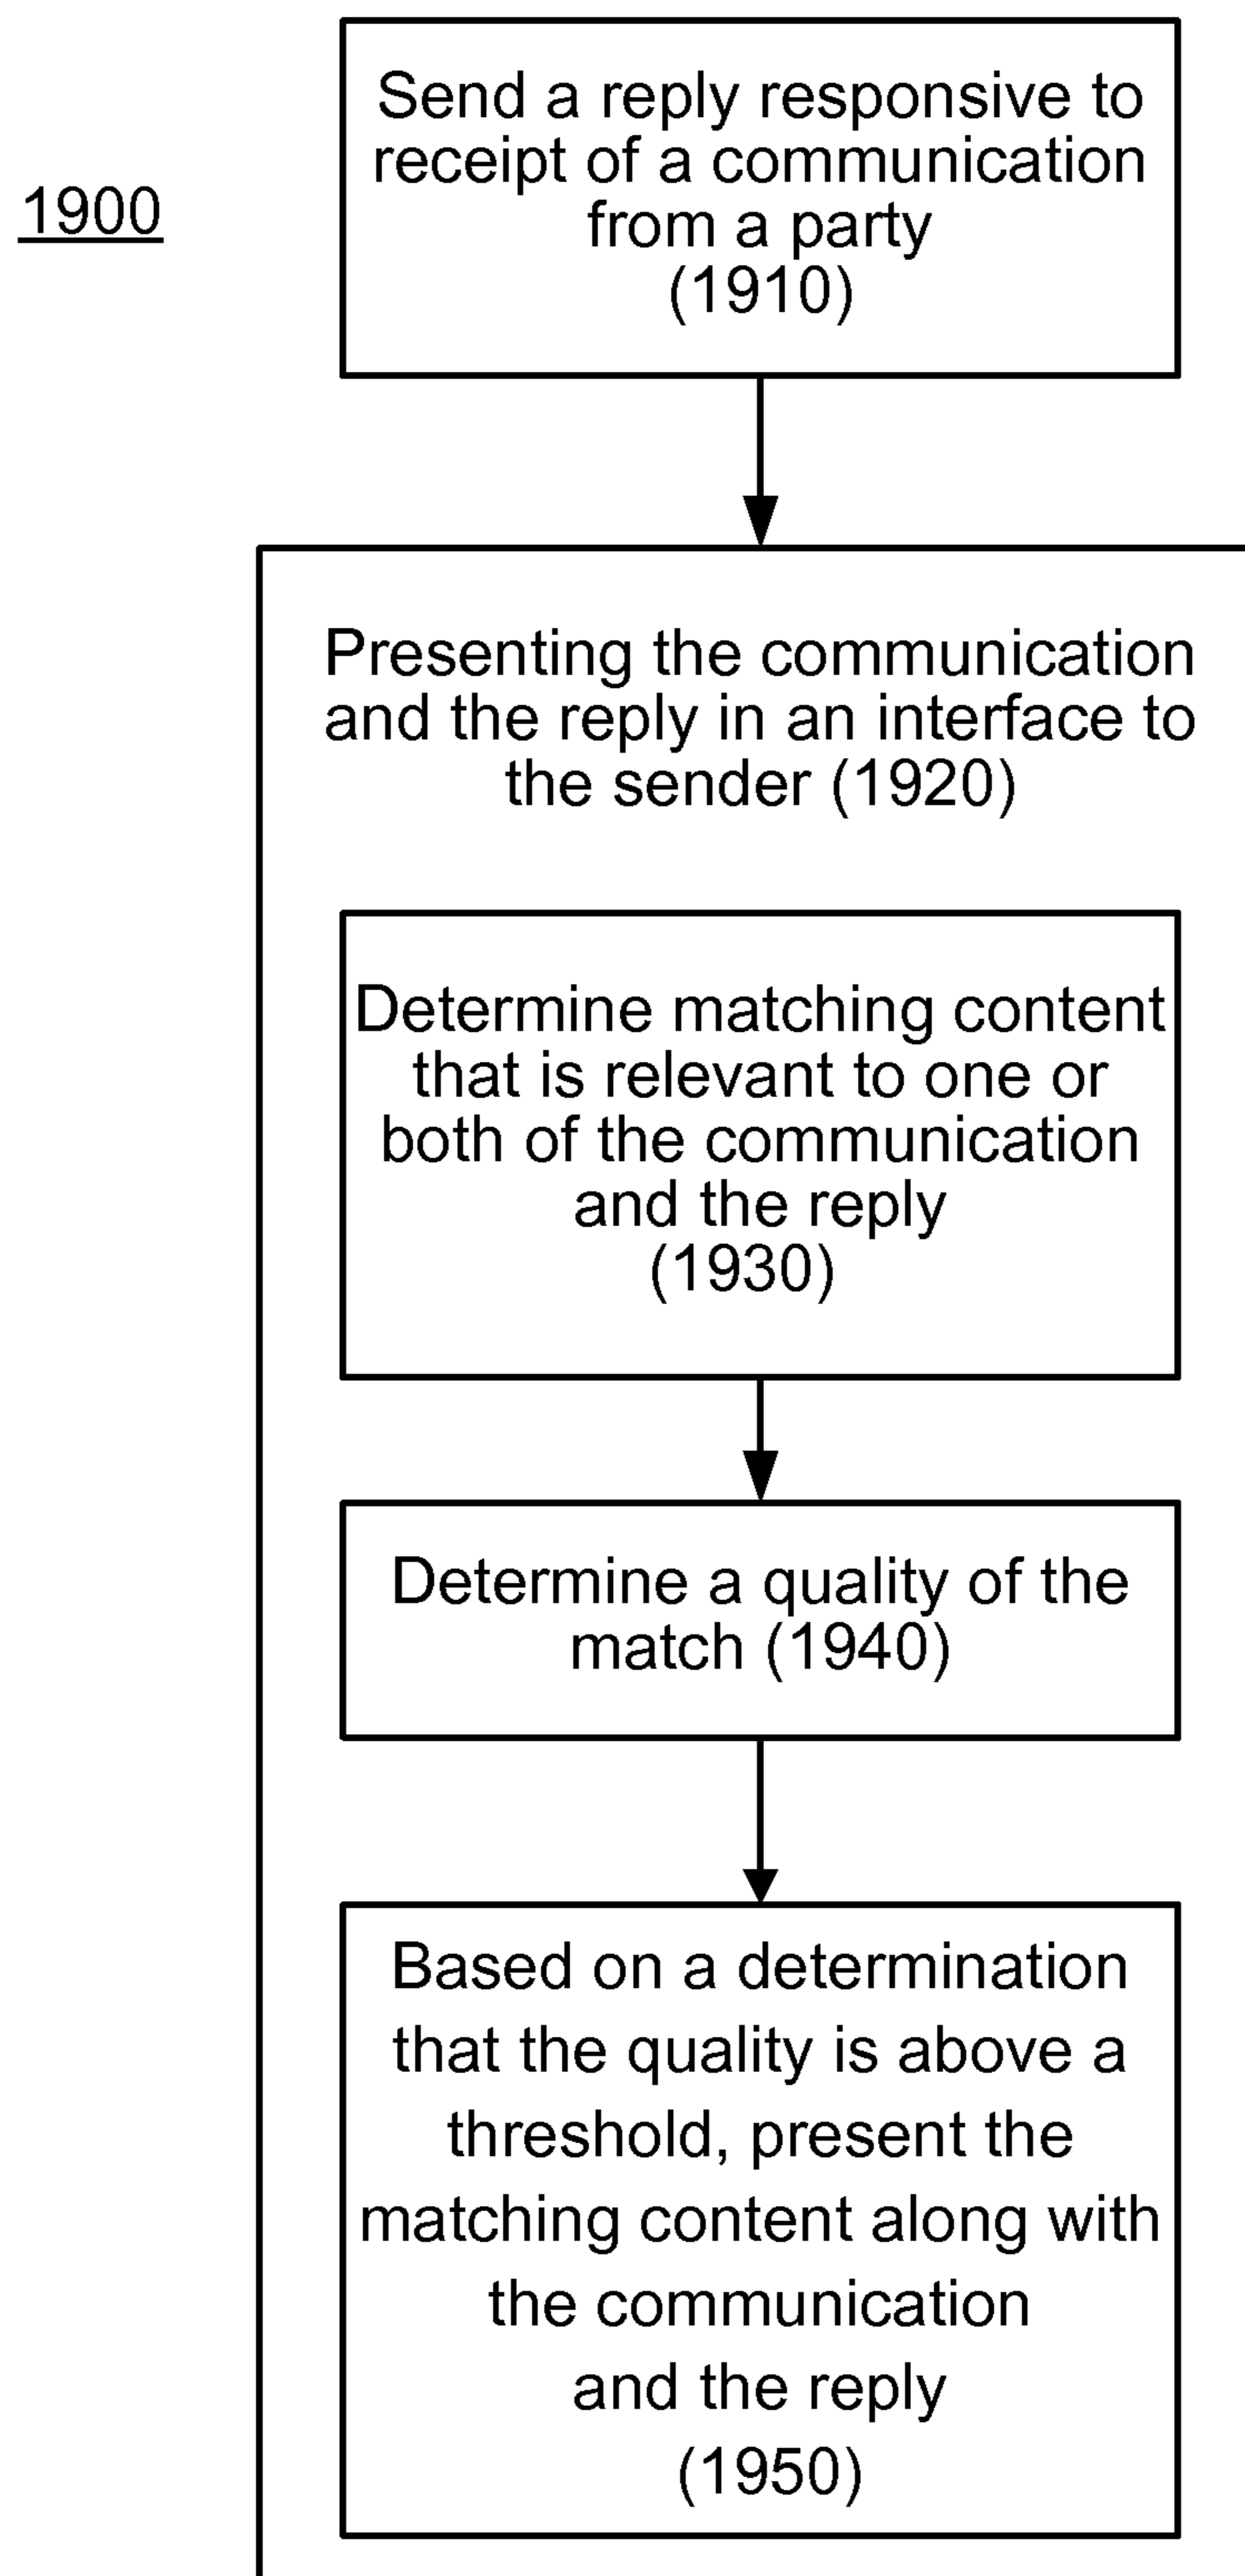 1900
Send a reply responsive to
receipt of a communication
from a party
(1910)
Presenting the communication
and the reply in an interface to
the sender (1920)
Determine matching content
that is relevant to one or
both of the communication
and the reply
(1930)
Determine a quality of the
match (1940)
Based on a determination
that the quality is above a
threshold, present the
matching content along with
the communication
and the reply
(1950)